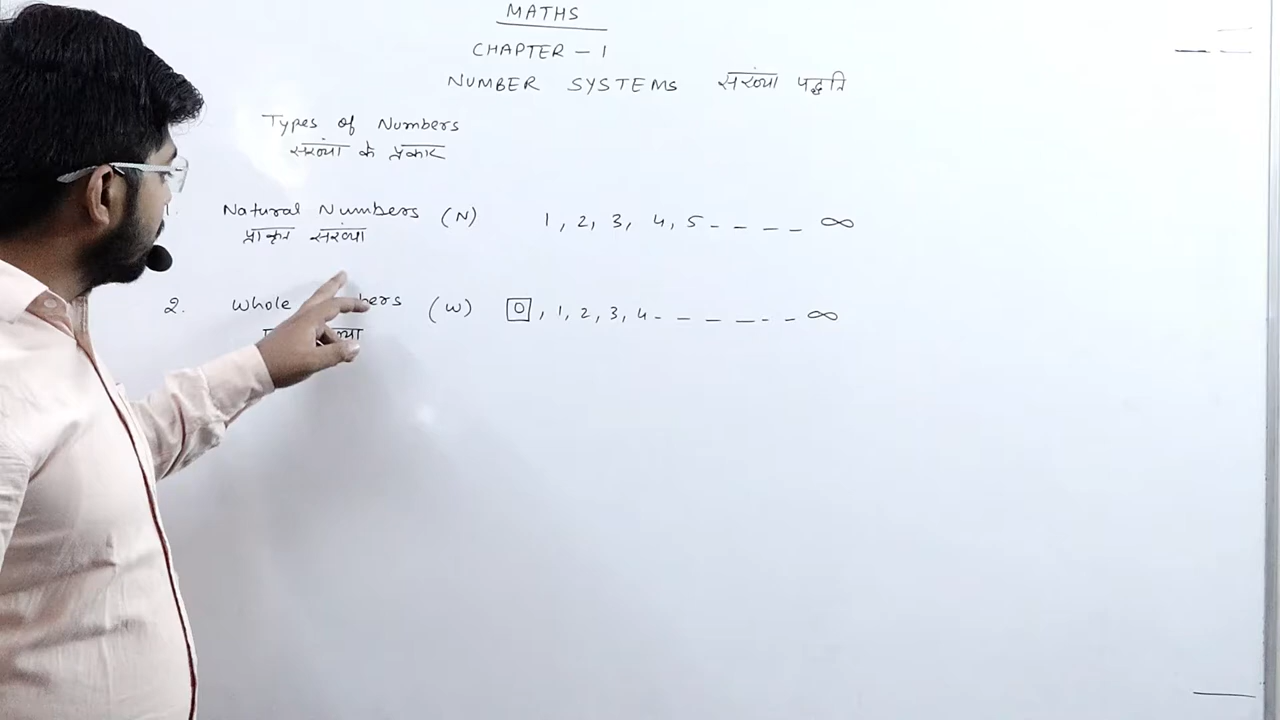 MATHS
CHAPTER - 1
NUMBER SYSTEMS संख्या पद्धति
Types of Numbers
संख्या के प्रकार
1. Natural Numbers (N) 1, 2, 3, 4, 5 - - - - ∞
प्राकृत संख्या
2. Whole (W) 0, 1, 2, 3, 4 - - - - - - ∞